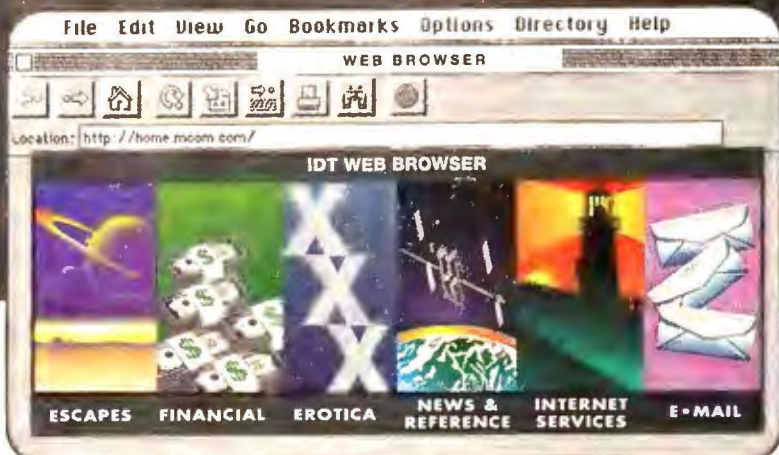 File Edit View Go Bookmarks Options Directory Help
WEB BROWSER
Location: http://home.mcom.com/
IDT WEB BROWSER
XXX
ESCAPES FINANCIAL EROTICA NEWS & REFERENCE INTERNET SERVICES E•MAIL